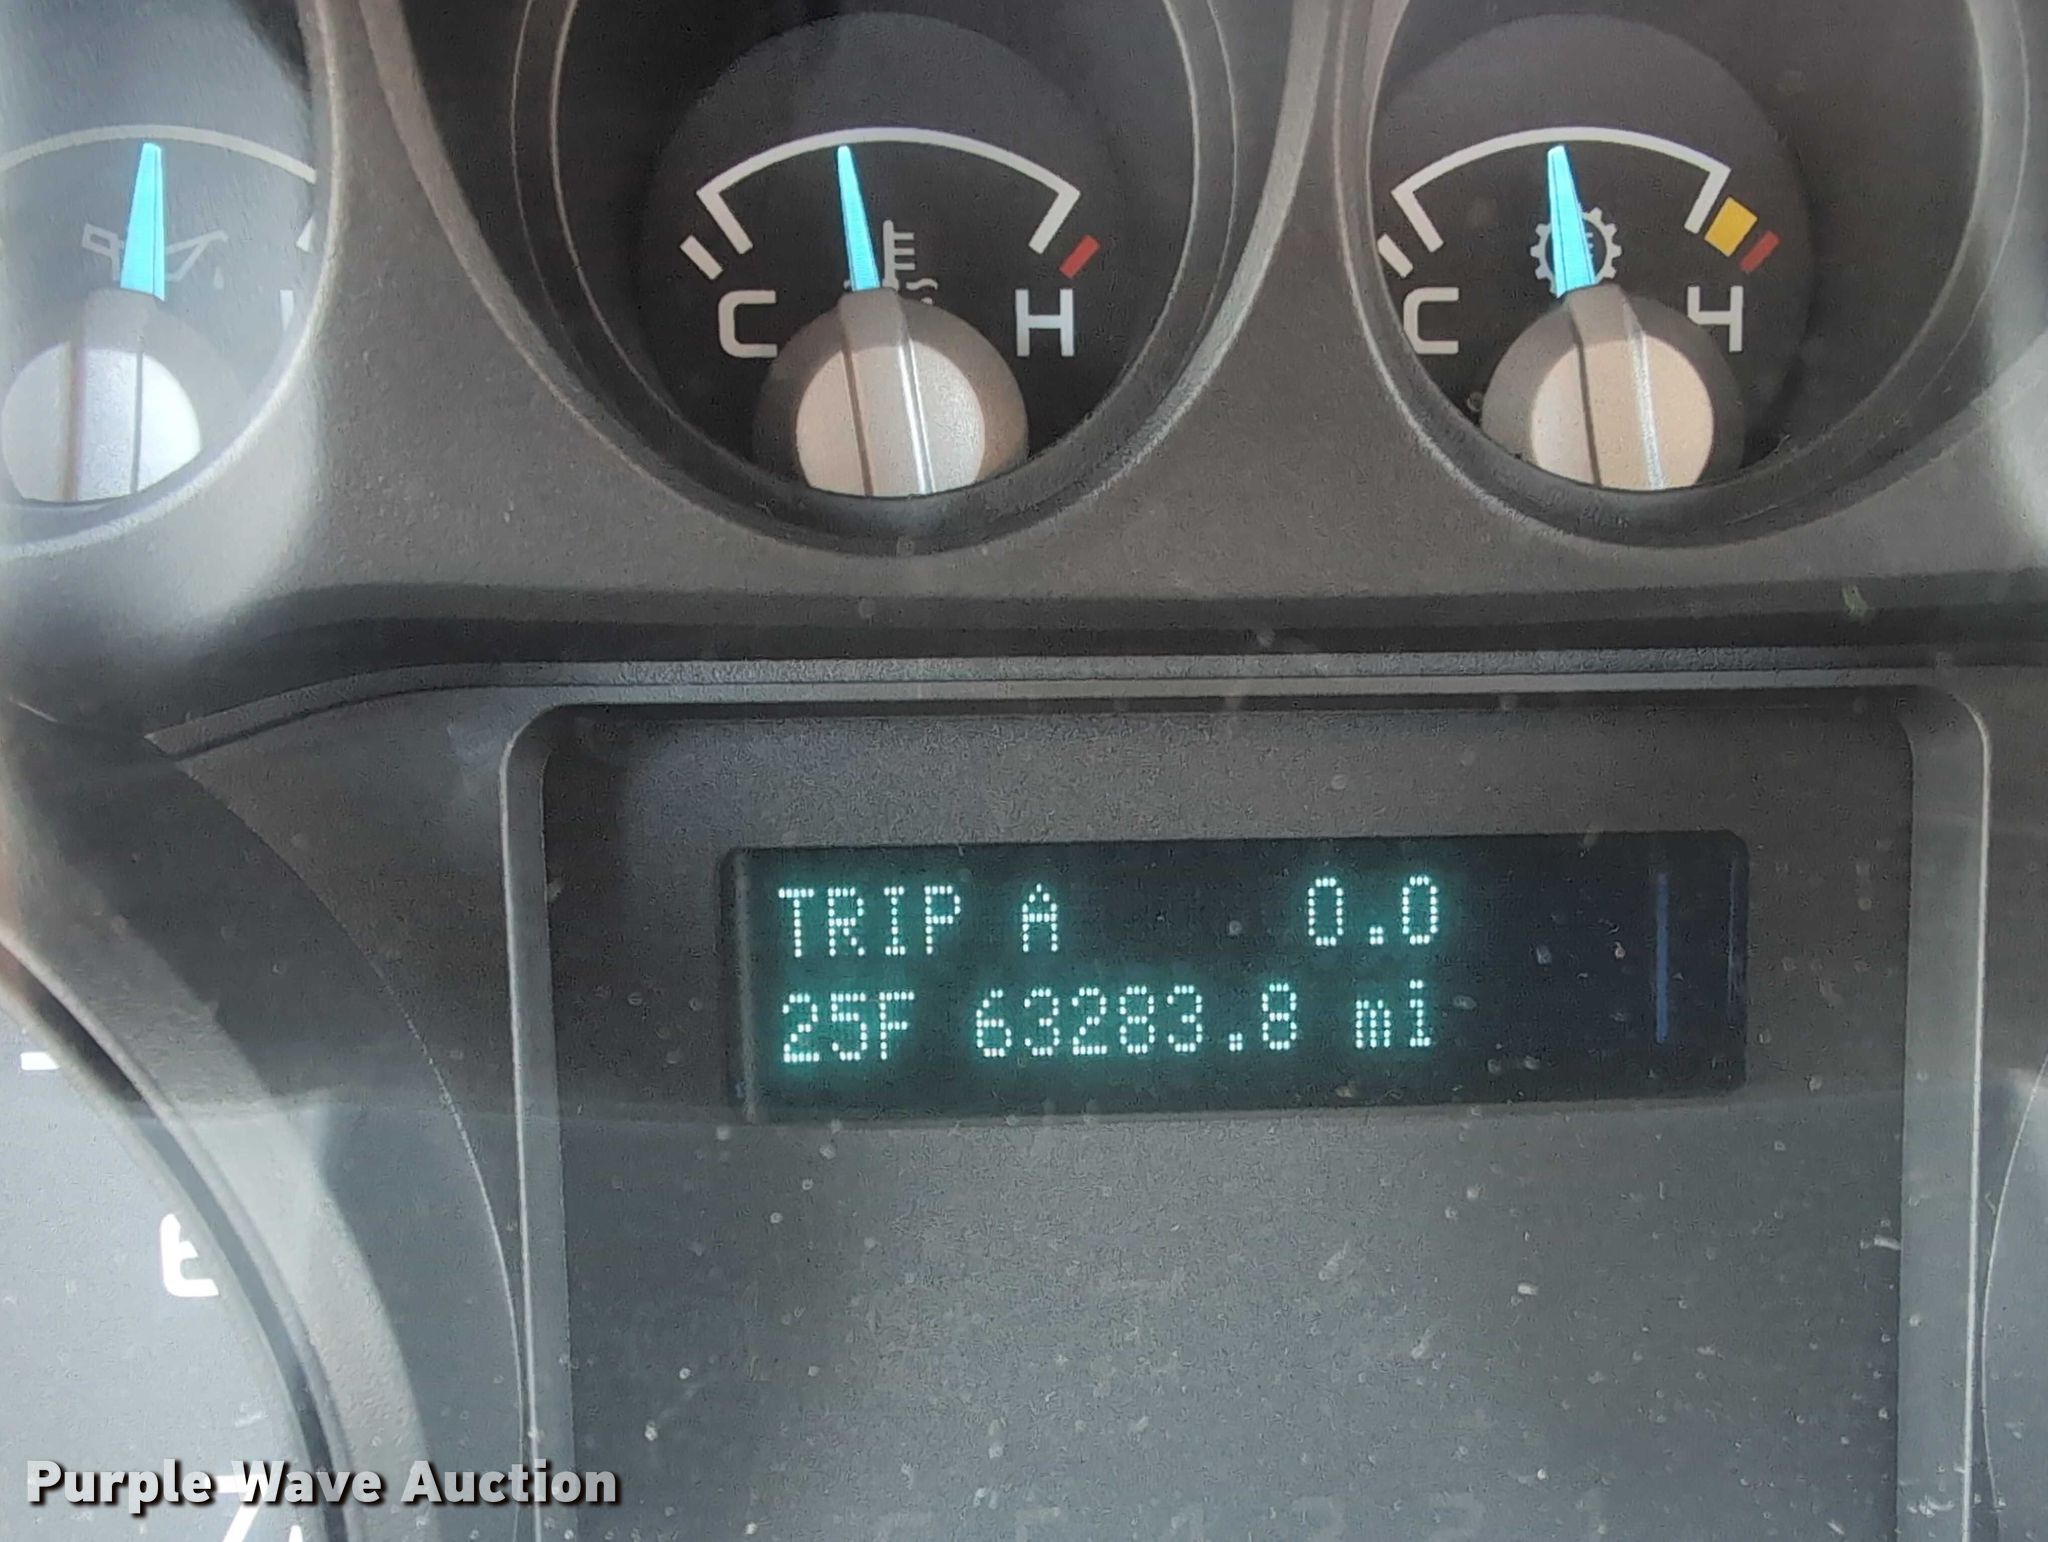 C H
C H
TRIP A 0.0
25F 63283.8 mi
Purple Wave Auction